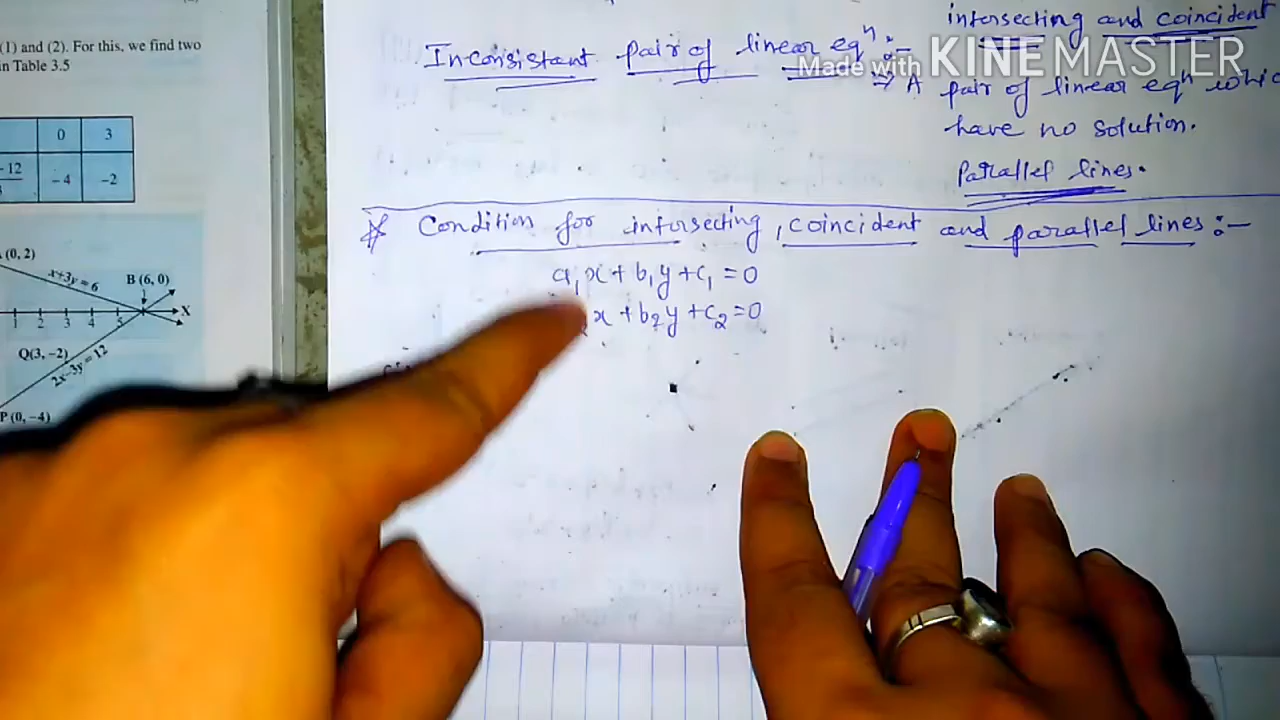 (1) and (2). For this, we find two
in Table 3.5
0 3
-12 -4 -2
(0, 2)
x+3y=6
B (6, 0)
X
1 2 3 4 5
Q(3, -2)
2x-3y=12
P (0, -4)
intersecting and coincident
Inconsistant pair of linear eqⁿ :-
Made with KINEMASTER
⇒ A pair of linear eqⁿ which
have no solution.
Parallel lines.
* Condition for intersecting, coincident and parallel lines :-
a₁x + b₁y + c₁ = 0
₂x + b₂y + c₂ = 0